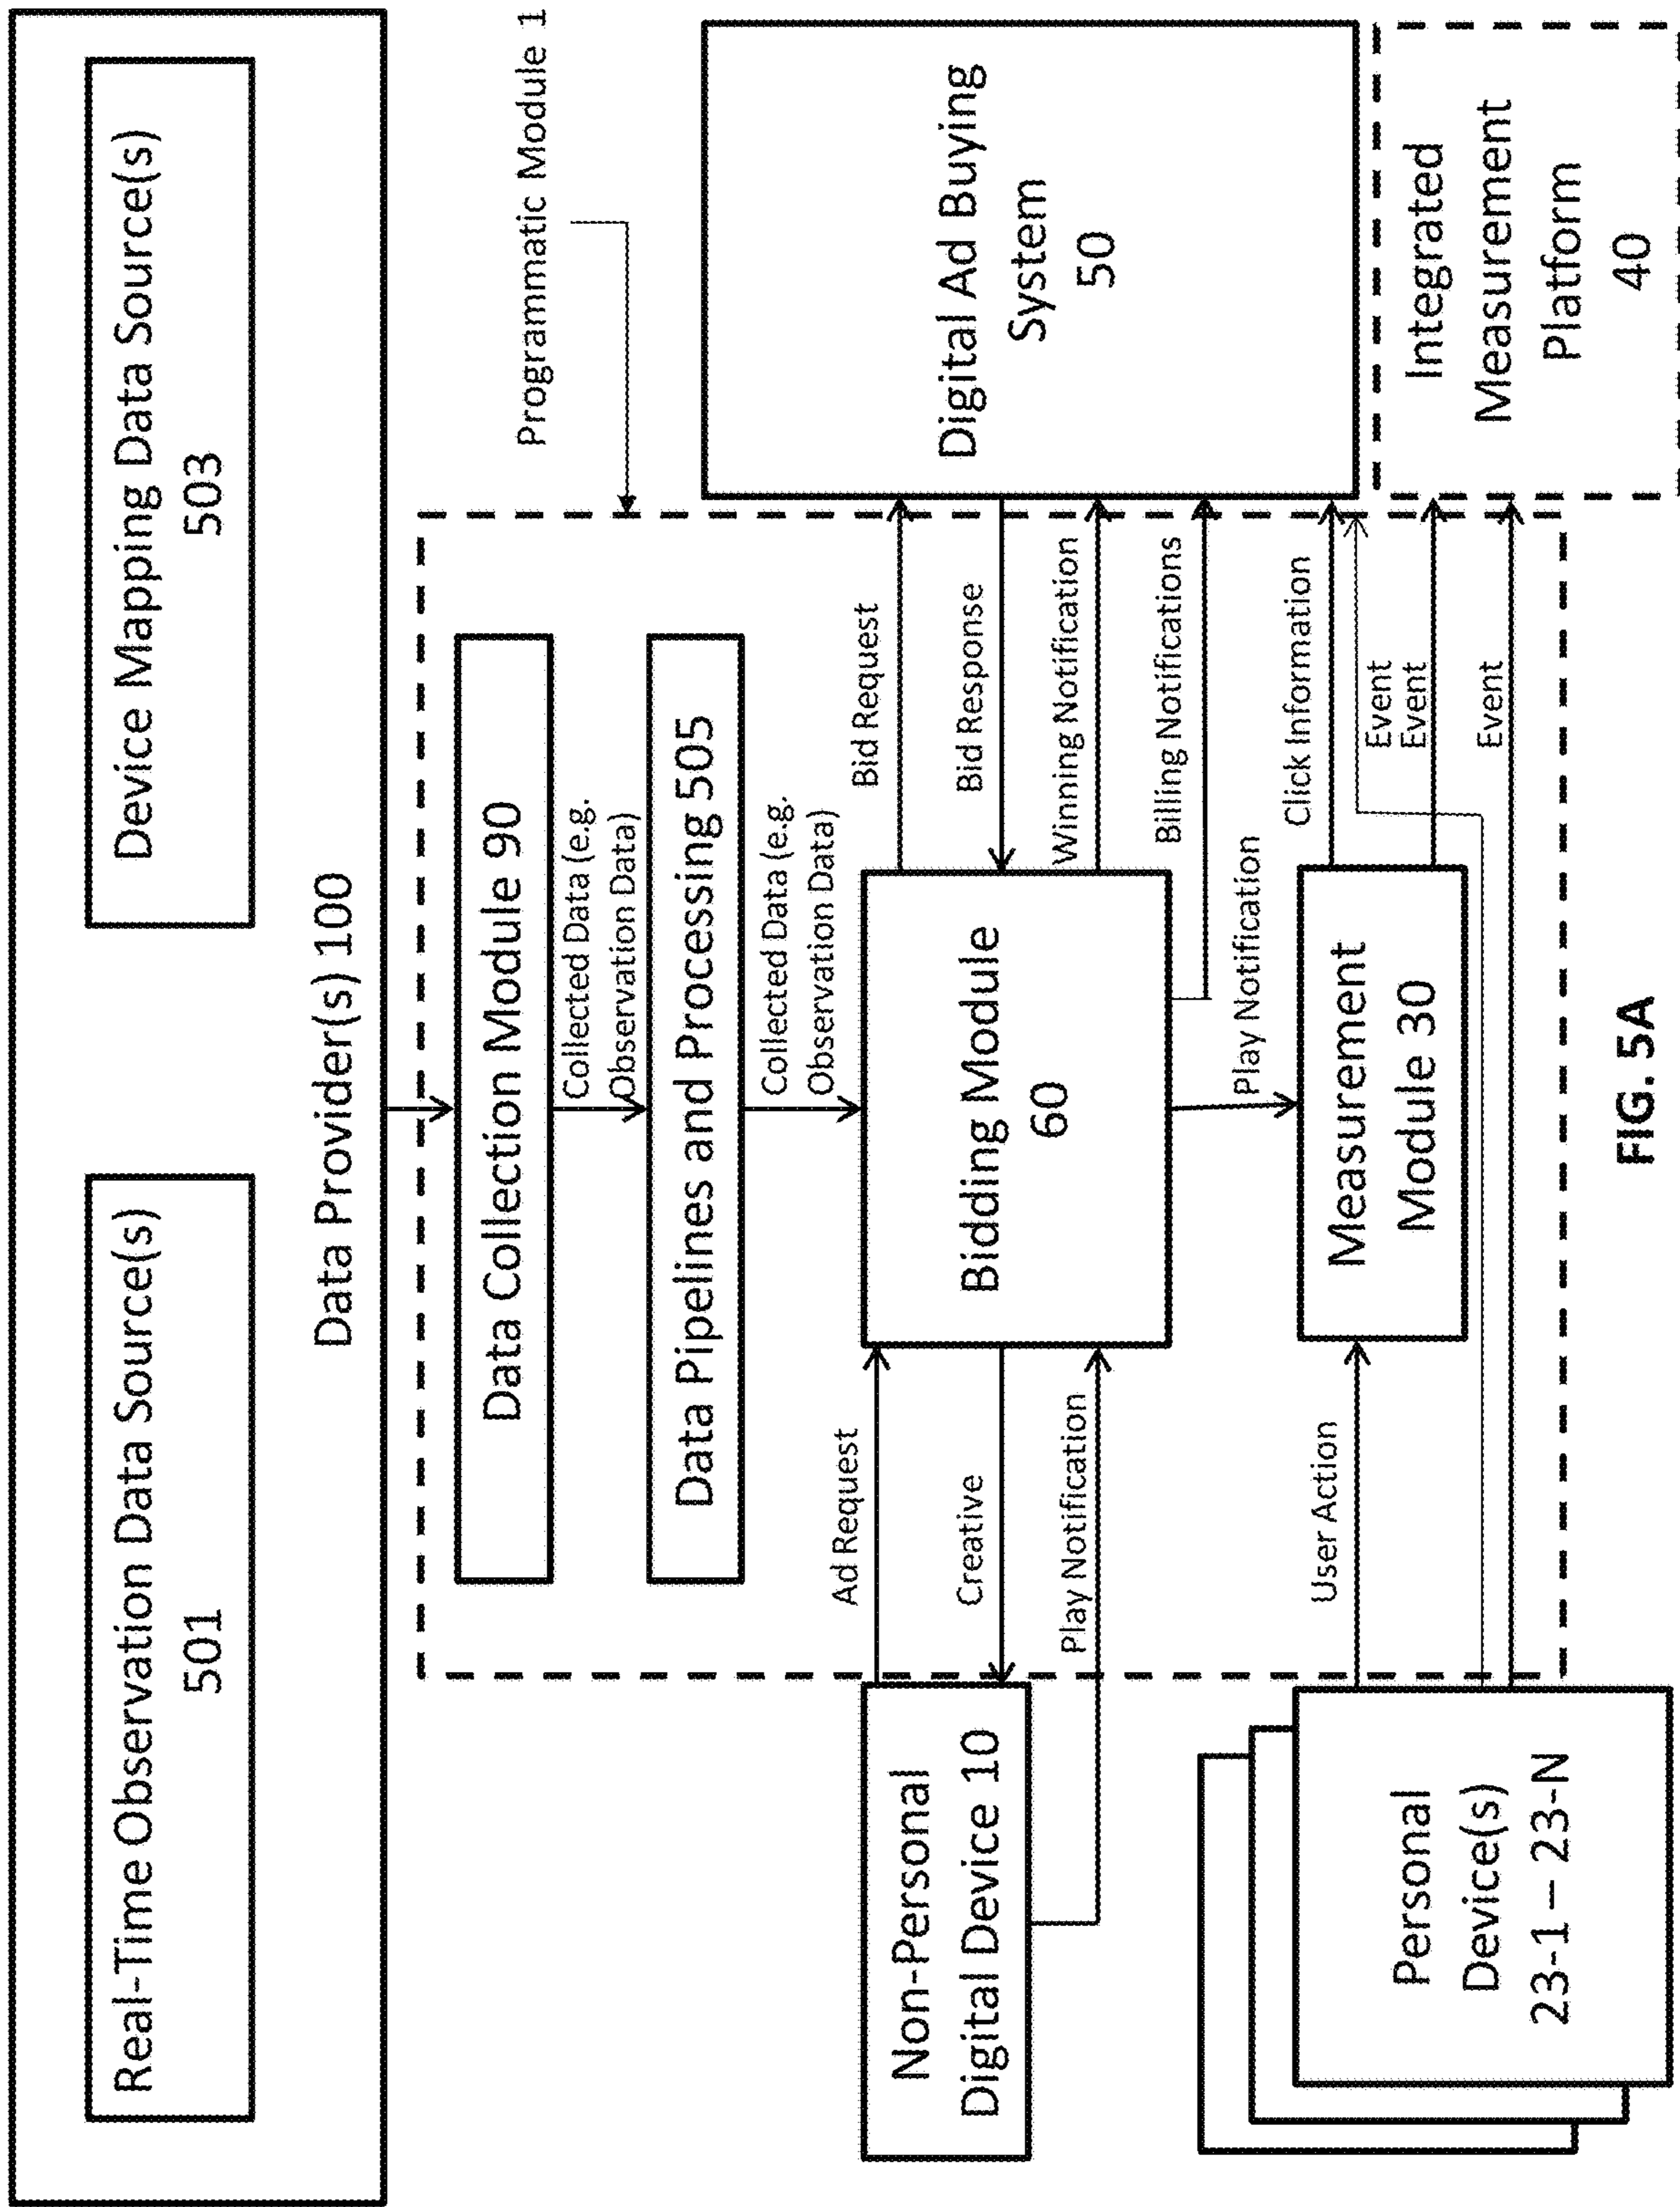 Real-Time Observation Data Source(s)
501
Device Mapping Data Source(s)
503
Data Provider(s) 100
Programmatic Module 1
Data Collection Module 90
Collected Data (e.g.
Observation Data)
Data Pipelines and Processing 505
Collected Data (e.g.
Observation Data)
Non-Personal
Digital Device 10
Ad Request
Creative
Play Notification
Bidding Module
60
Bid Request
Bid Response
Winning Notification
Billing Notifications
Digital Ad Buying
System
50
Play Notification
Personal
Device(s)
23-1 – 23-N
User Action
Measurement
Module 30
Click Information
Event
Event
Event
Integrated
Measurement
Platform
40
FIG. 5A